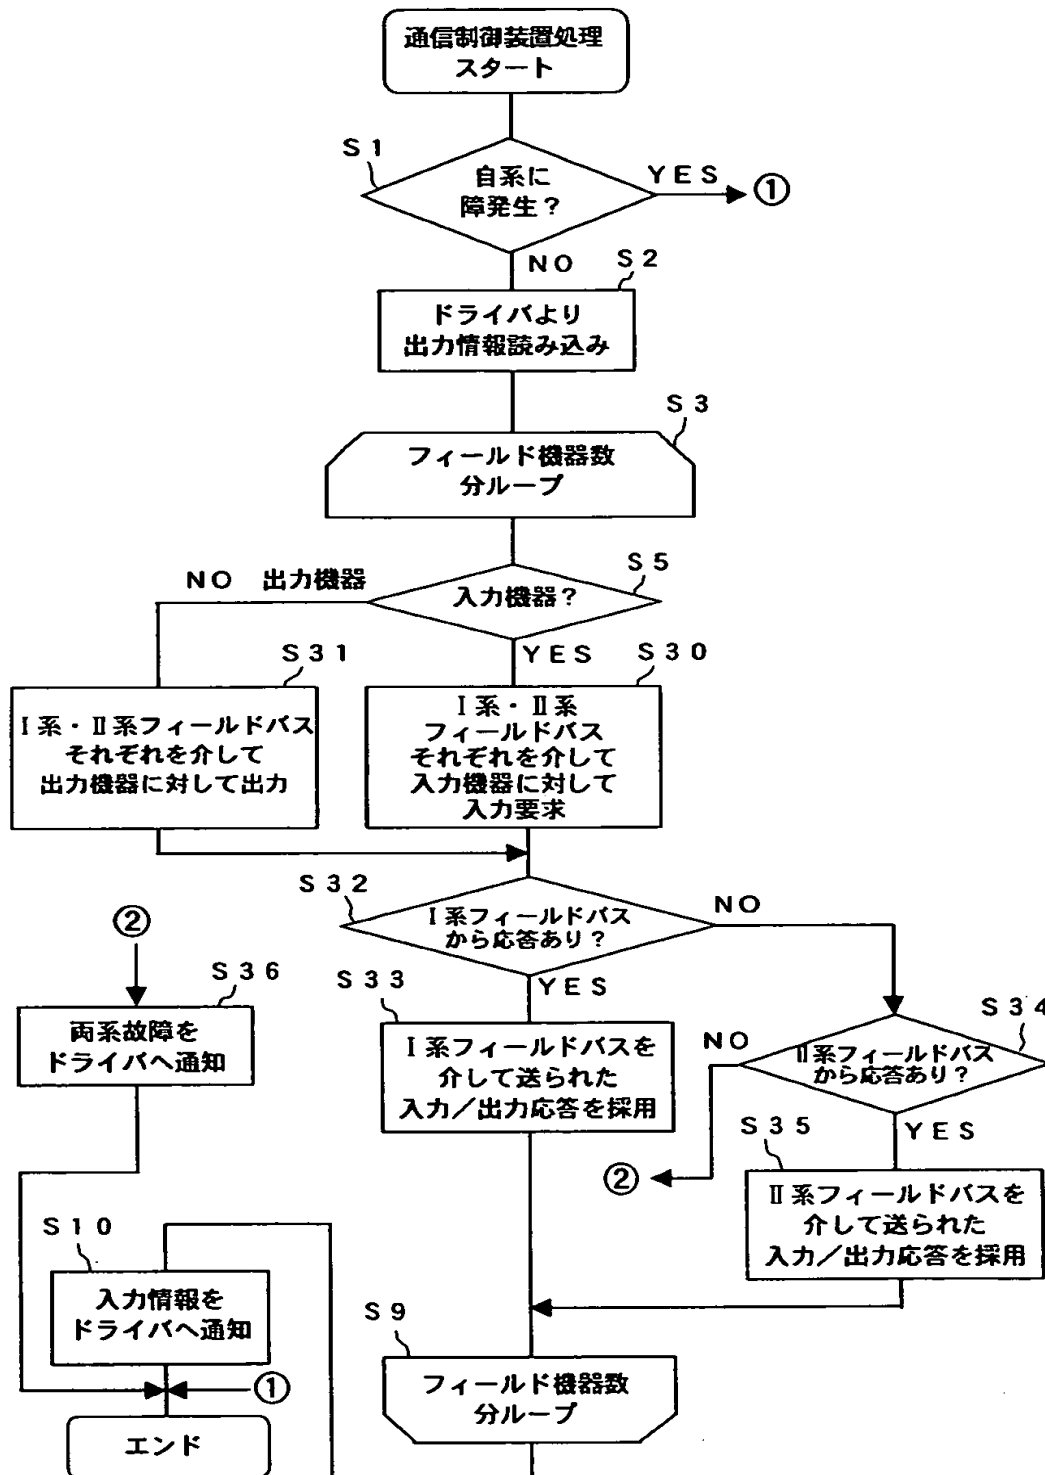 通信制御装置処理
スタート
S1
自系に
障発生？
YES
①
NO
S2
ドライバより
出力情報読み込み
S3
フィールド機器数
分ループ
S5
入力機器？
NO 出力機器
YES
S31
Ⅰ系・Ⅱ系フィールドバス
それぞれを介して
出力機器に対して出力
S30
Ⅰ系・Ⅱ系
フィールドバス
それぞれを介して
入力機器に対して
入力要求
S32
Ⅰ系フィールドバス
から応答あり？
NO
YES
②
S36
両系故障を
ドライバへ通知
S33
Ⅰ系フィールドバスを
介して送られた
入力／出力応答を採用
S34
Ⅱ系フィールドバス
から応答あり？
NO
YES
②
S35
Ⅱ系フィールドバスを
介して送られた
入力／出力応答を採用
S10
入力情報を
ドライバへ通知
①
エンド
S9
フィールド機器数
分ループ